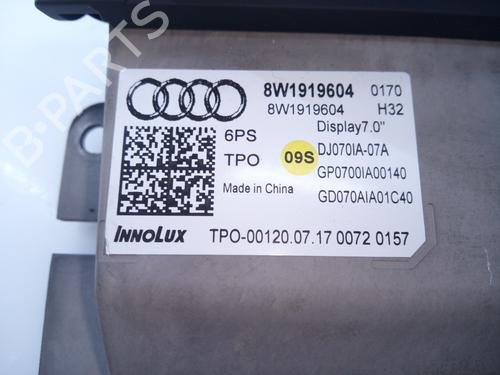 8W1919604 0170
8W1919604 H32
Display7.0"
6PS
DJ070IA-07A
TPO 09S
GP0700IA00140
Made in China
GD070AIA01C40
INNOLUX TPO-00120.07.17 0072 0157
B-PARTS